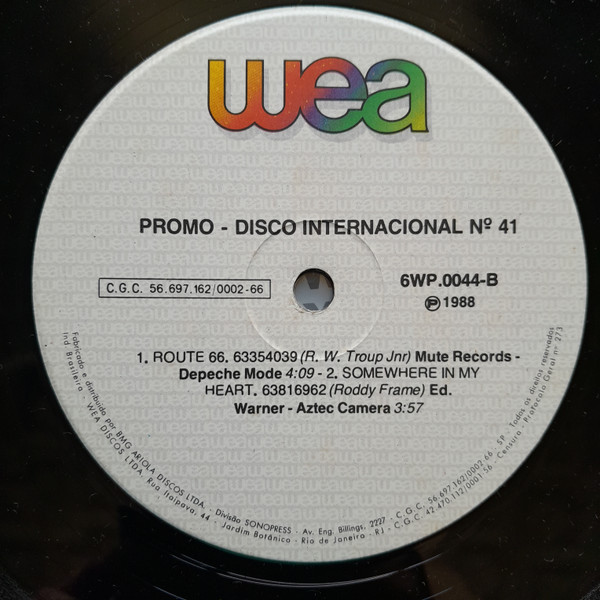 wea
PROMO - DISCO INTERNACIONAL Nº 41
C.G.C. 56.697.162/0002-66
6WP.0044-B
℗ 1988
1. ROUTE 66. 63354039 (R. W. Troup Jnr) Mute Records -
Depeche Mode 4:09 - 2. SOMEWHERE IN MY
HEART. 63816962 (Roddy Frame) Ed.
Warner - Aztec Camera 3:57
Fabricado e distribuído por BMG ARIOLA DISCOS LTDA. - Divisão SONOPRESS - Av. Eng. Billings, 2227 - C.G.C. 56.697.162/0002-66 - SP - Todos os direitos reservados
Ind. Brasileira - WEA DISCOS LTDA. Rua Itaipava, 44 - Jardim Botânico - Rio de Janeiro - RJ - C.G.C. 42.470.112/0001-56 - Censura - Protocolo Geral nº 273